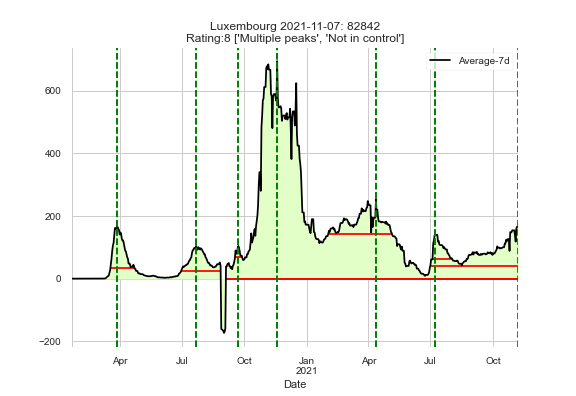 Luxembourg 2021-11-07: 82842
Rating:8 ['Multiple peaks', 'Not in control']
Average-7d
600
400
200
0
−200
Apr
Jul
Oct
Jan
2021
Apr
Jul
Oct
Date